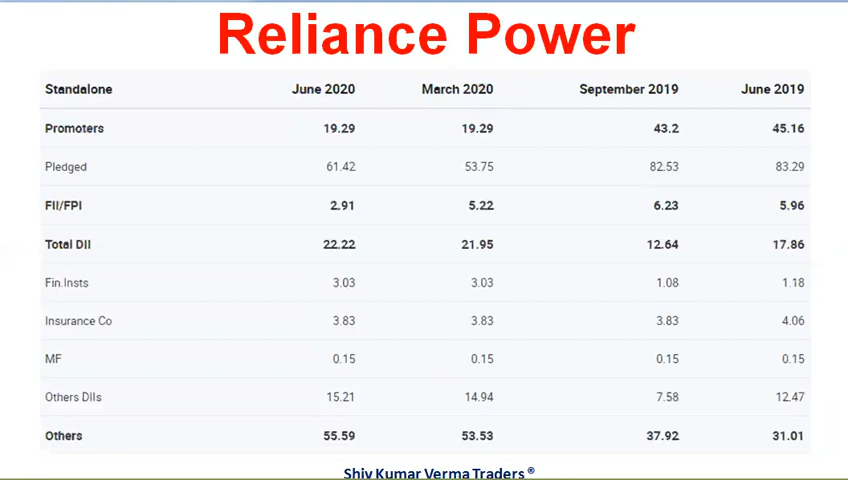 Reliance Power
Standalone June 2020 March 2020 September 2019 June 2019
Promoters 19.29 19.29 43.2 45.16
Pledged 61.42 53.75 82.53 83.29
FII/FPI 2.91 5.22 6.23 5.96
Total DII 22.22 21.95 12.64 17.86
Fin.Insts 3.03 3.03 1.08 1.18
Insurance Co 3.83 3.83 3.83 4.06
MF 0.15 0.15 0.15 0.15
Others DIIs 15.21 14.94 7.58 12.47
Others 55.59 53.53 37.92 31.01
Shiv Kumar Verma Traders ®